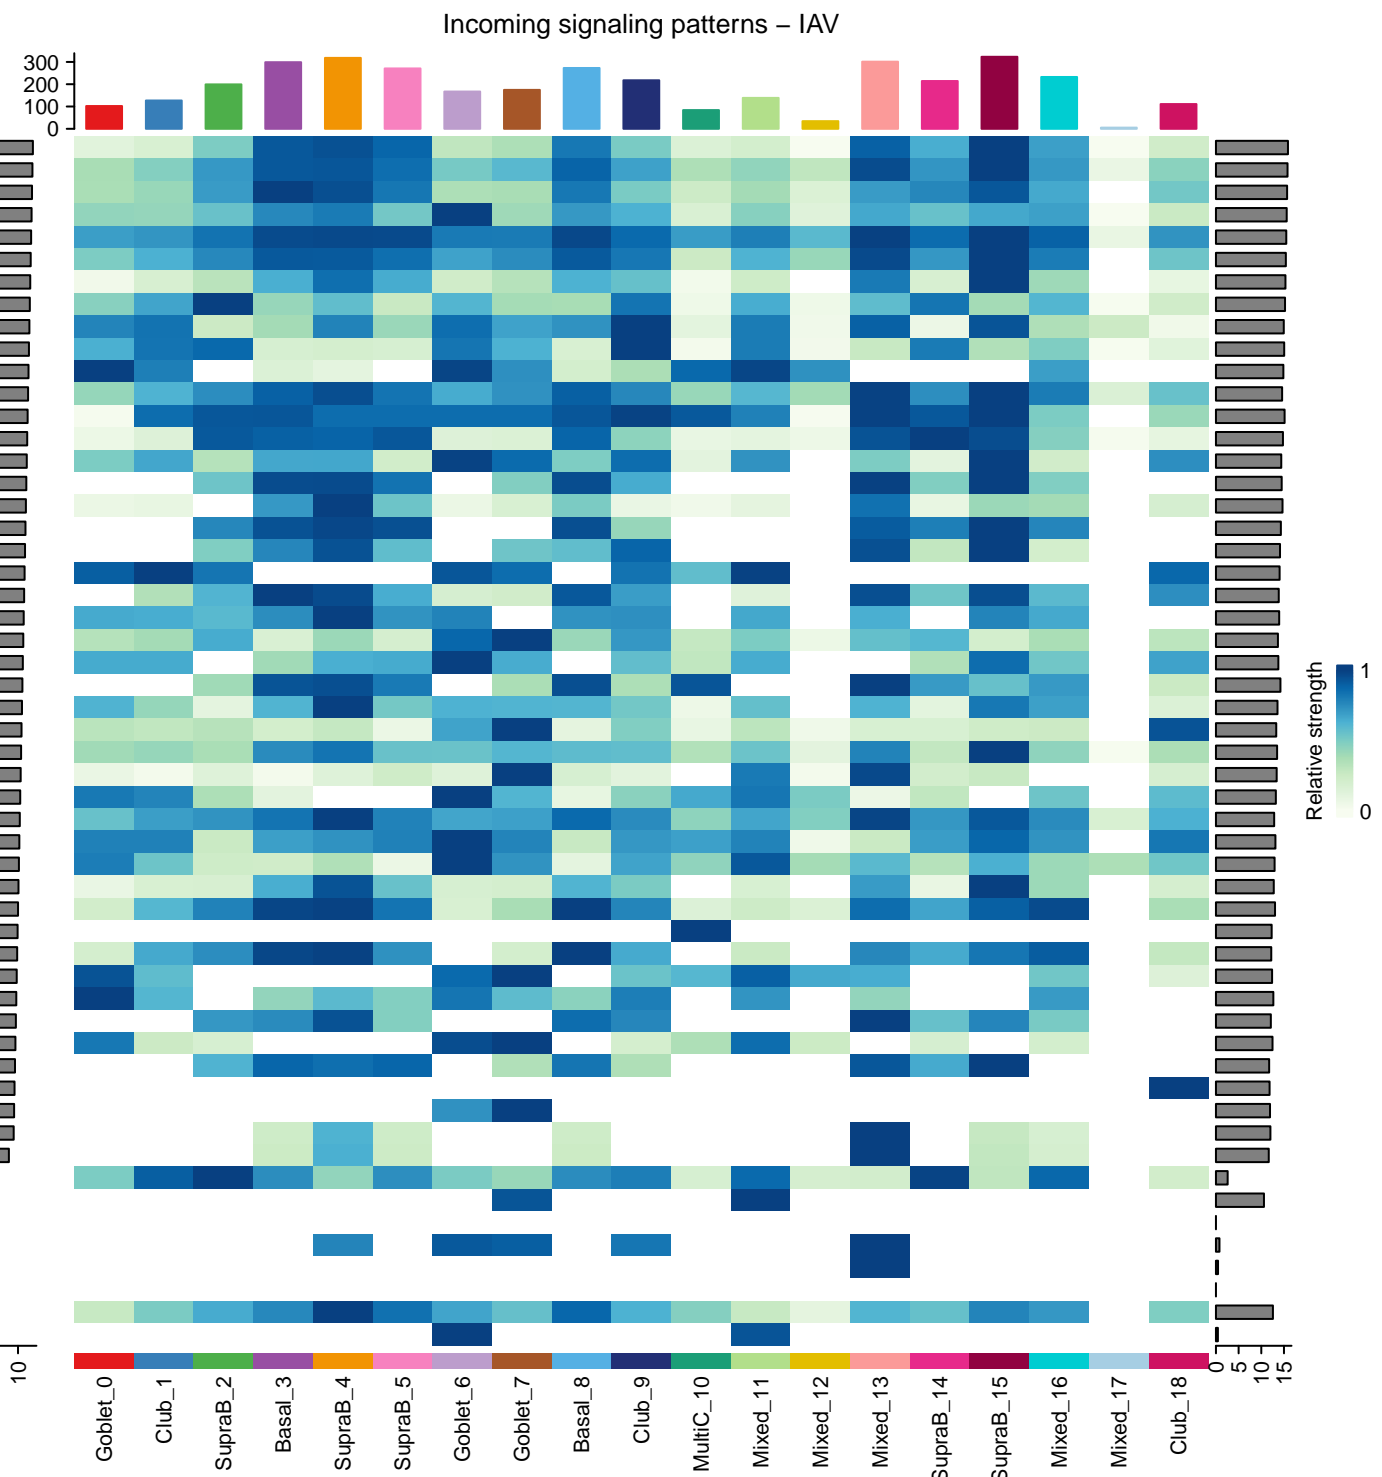 Incoming signaling patterns – IAV
300
200
100
0
Relative strength
1
0
10
Goblet_0
Club_1
SupraB_2
Basal_3
SupraB_4
SupraB_5
Goblet_6
Goblet_7
Basal_8
Club_9
MultiC_10
Mixed_11
Mixed_12
Mixed_13
SupraB_14
SupraB_15
Mixed_16
Mixed_17
Club_18
0
5
10
15